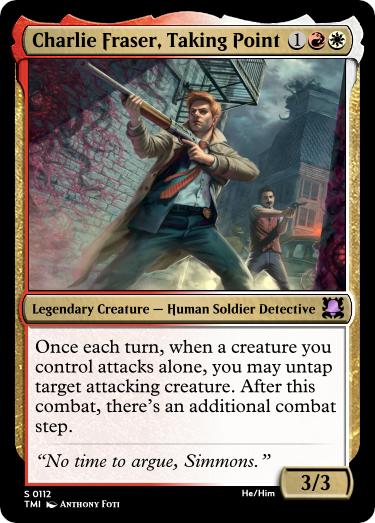 Charlie Fraser, Taking Point 1
Legendary Creature — Human Soldier Detective
Once each turn, when a creature you
control attacks alone, you may untap
target attacking creature. After this
combat, there's an additional combat
step.
"No time to argue, Simmons."
3/3
S 0112 He/Him
TMI Anthony Foti